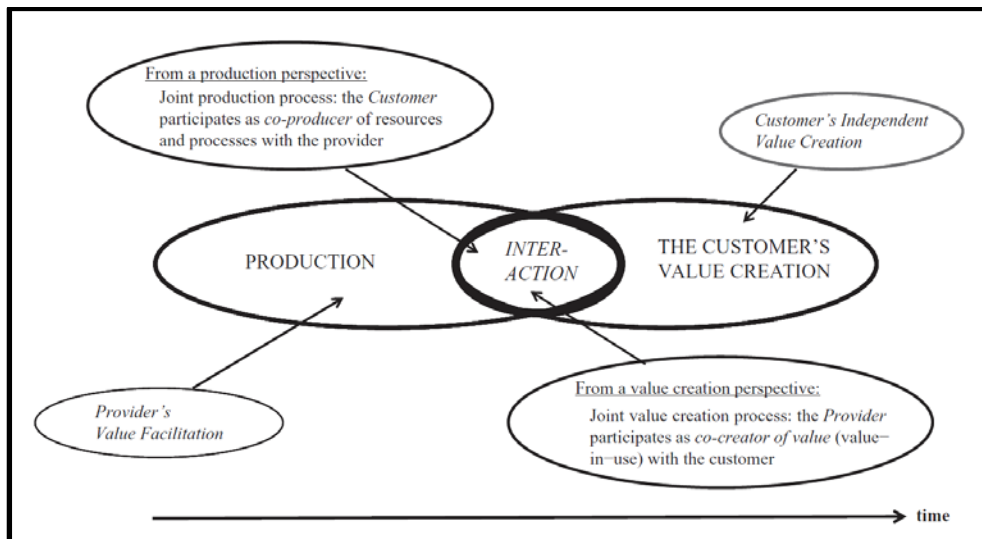 From a production perspective:
Joint production process: the Customer
participates as co-producer of resources
and processes with the provider
Customer's Independent
Value Creation
PRODUCTION
INTER-
ACTION
THE CUSTOMER'S
VALUE CREATION
Provider's
Value Facilitation
From a value creation perspective:
Joint value creation process: the Provider
participates as co-creator of value (value−
in−use) with the customer
time